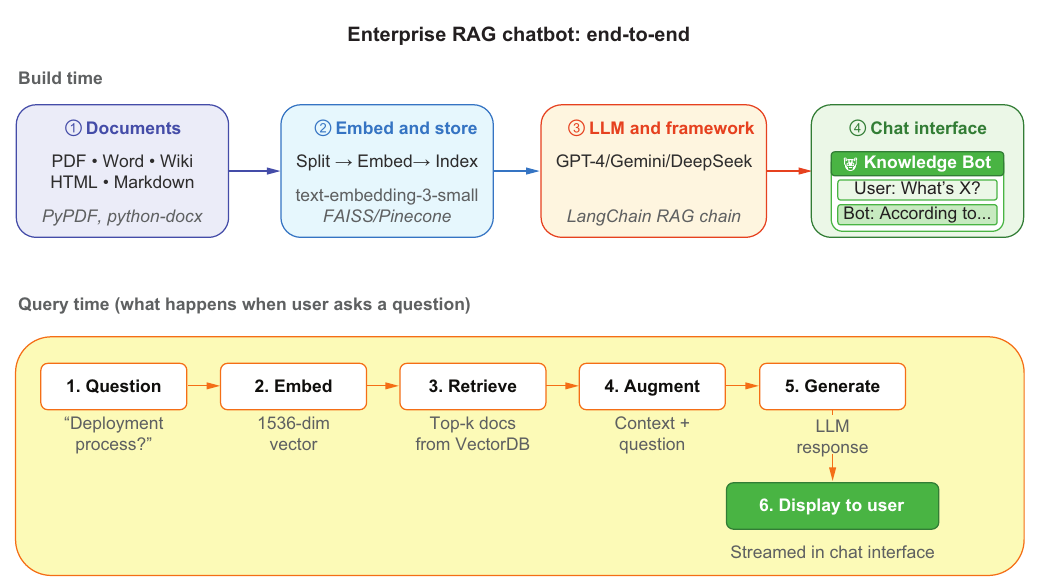 Enterprise RAG chatbot: end-to-end
Build time
① Documents
PDF • Word • Wiki
HTML • Markdown
PyPDF, python-docx
② Embed and store
Split → Embed→ Index
text-embedding-3-small
FAISS/Pinecone
③ LLM and framework
GPT-4/Gemini/DeepSeek
LangChain RAG chain
④ Chat interface
Knowledge Bot
User: What’s X?
Bot: According to...
Query time (what happens when user asks a question)
1. Question
“Deployment
process?”
2. Embed
1536-dim
vector
3. Retrieve
Top-k docs
from VectorDB
4. Augment
Context +
question
5. Generate
LLM
response
6. Display to user
Streamed in chat interface